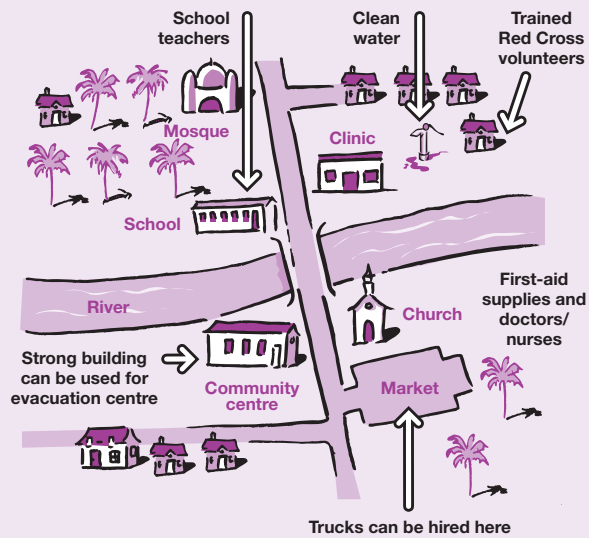 School
teachers
Clean
water
Trained
Red Cross
volunteers
Mosque
Clinic
School
River
Church
First-aid
supplies and
doctors/
nurses
Strong building
can be used for
evacuation centre
Community
centre
Market
Trucks can be hired here